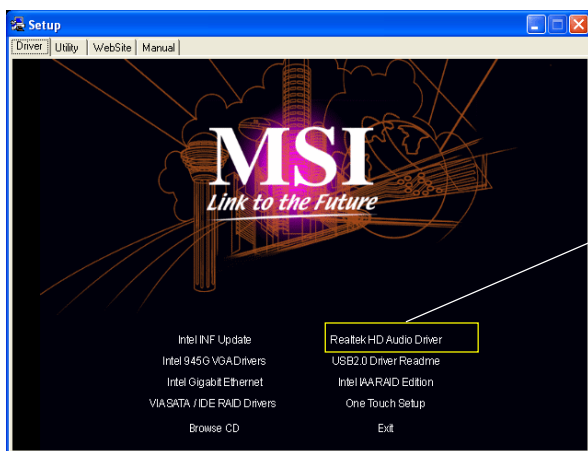 Setup
Driver Utility WebSite Manual
MSI
Link to the Future
Intel INF Update Realtek HD Audio Driver
Intel 945G VGA Drivers USB2.0 Driver Readme
Intel Gigabit Ethernet Intel IAA RAID Edition
VIA SATA / IDE RAID Drivers One Touch Setup
Browse CD Exit